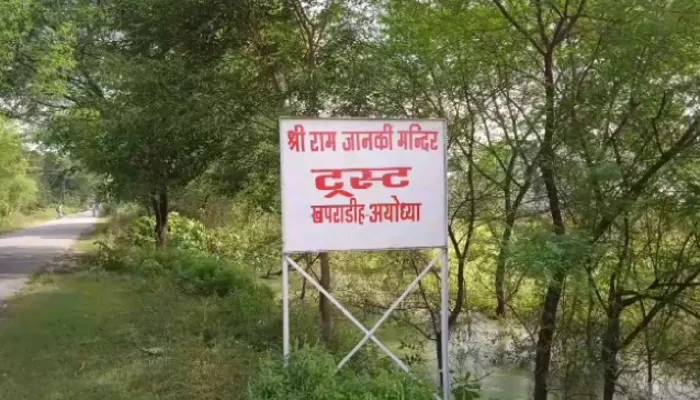 श्री राम जानकी मन्दिर
ट्रस्ट
खपराडीह-अयोध्या